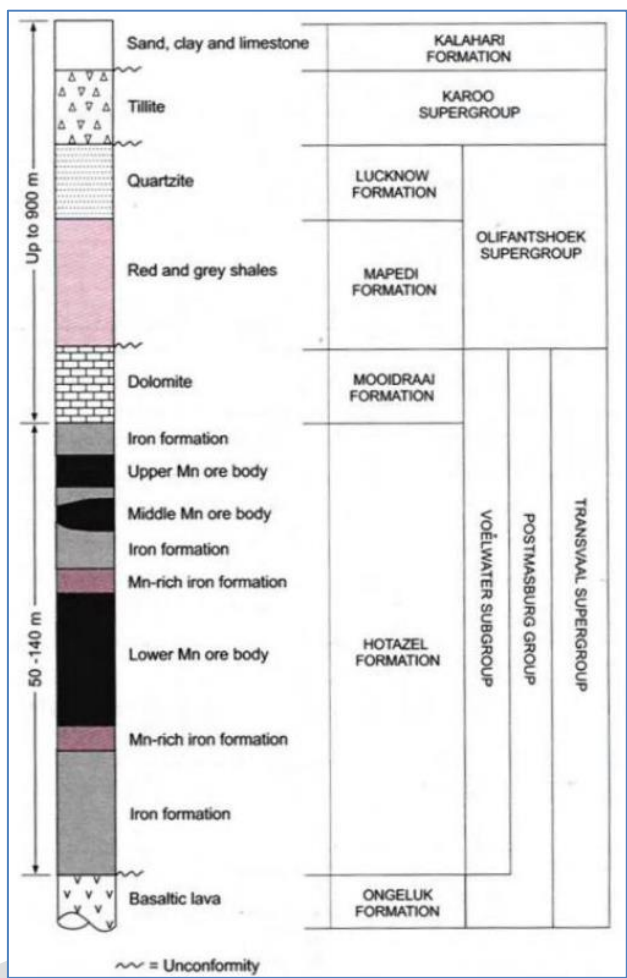 Sand, clay and limestone
KALAHARI
FORMATION
Tillite
KAROO
SUPERGROUP
Quartzite
LUCKNOW
FORMATION
OLIFANTSHOEK
SUPERGROUP
Up to 900 m
Red and grey shales
MAPEDI
FORMATION
Dolomite
MOOIDRAAI
FORMATION
Iron formation
Upper Mn ore body
Middle Mn ore body
Iron formation
Mn-rich iron formation
50 -140 m
Lower Mn ore body
HOTAZEL
FORMATION
VOËLWATER SUBGROUP
POSTMASBURG GROUP
TRANSVAAL SUPERGROUP
Mn-rich iron formation
Iron formation
Basaltic lava
ONGELUK
FORMATION
= Unconformity